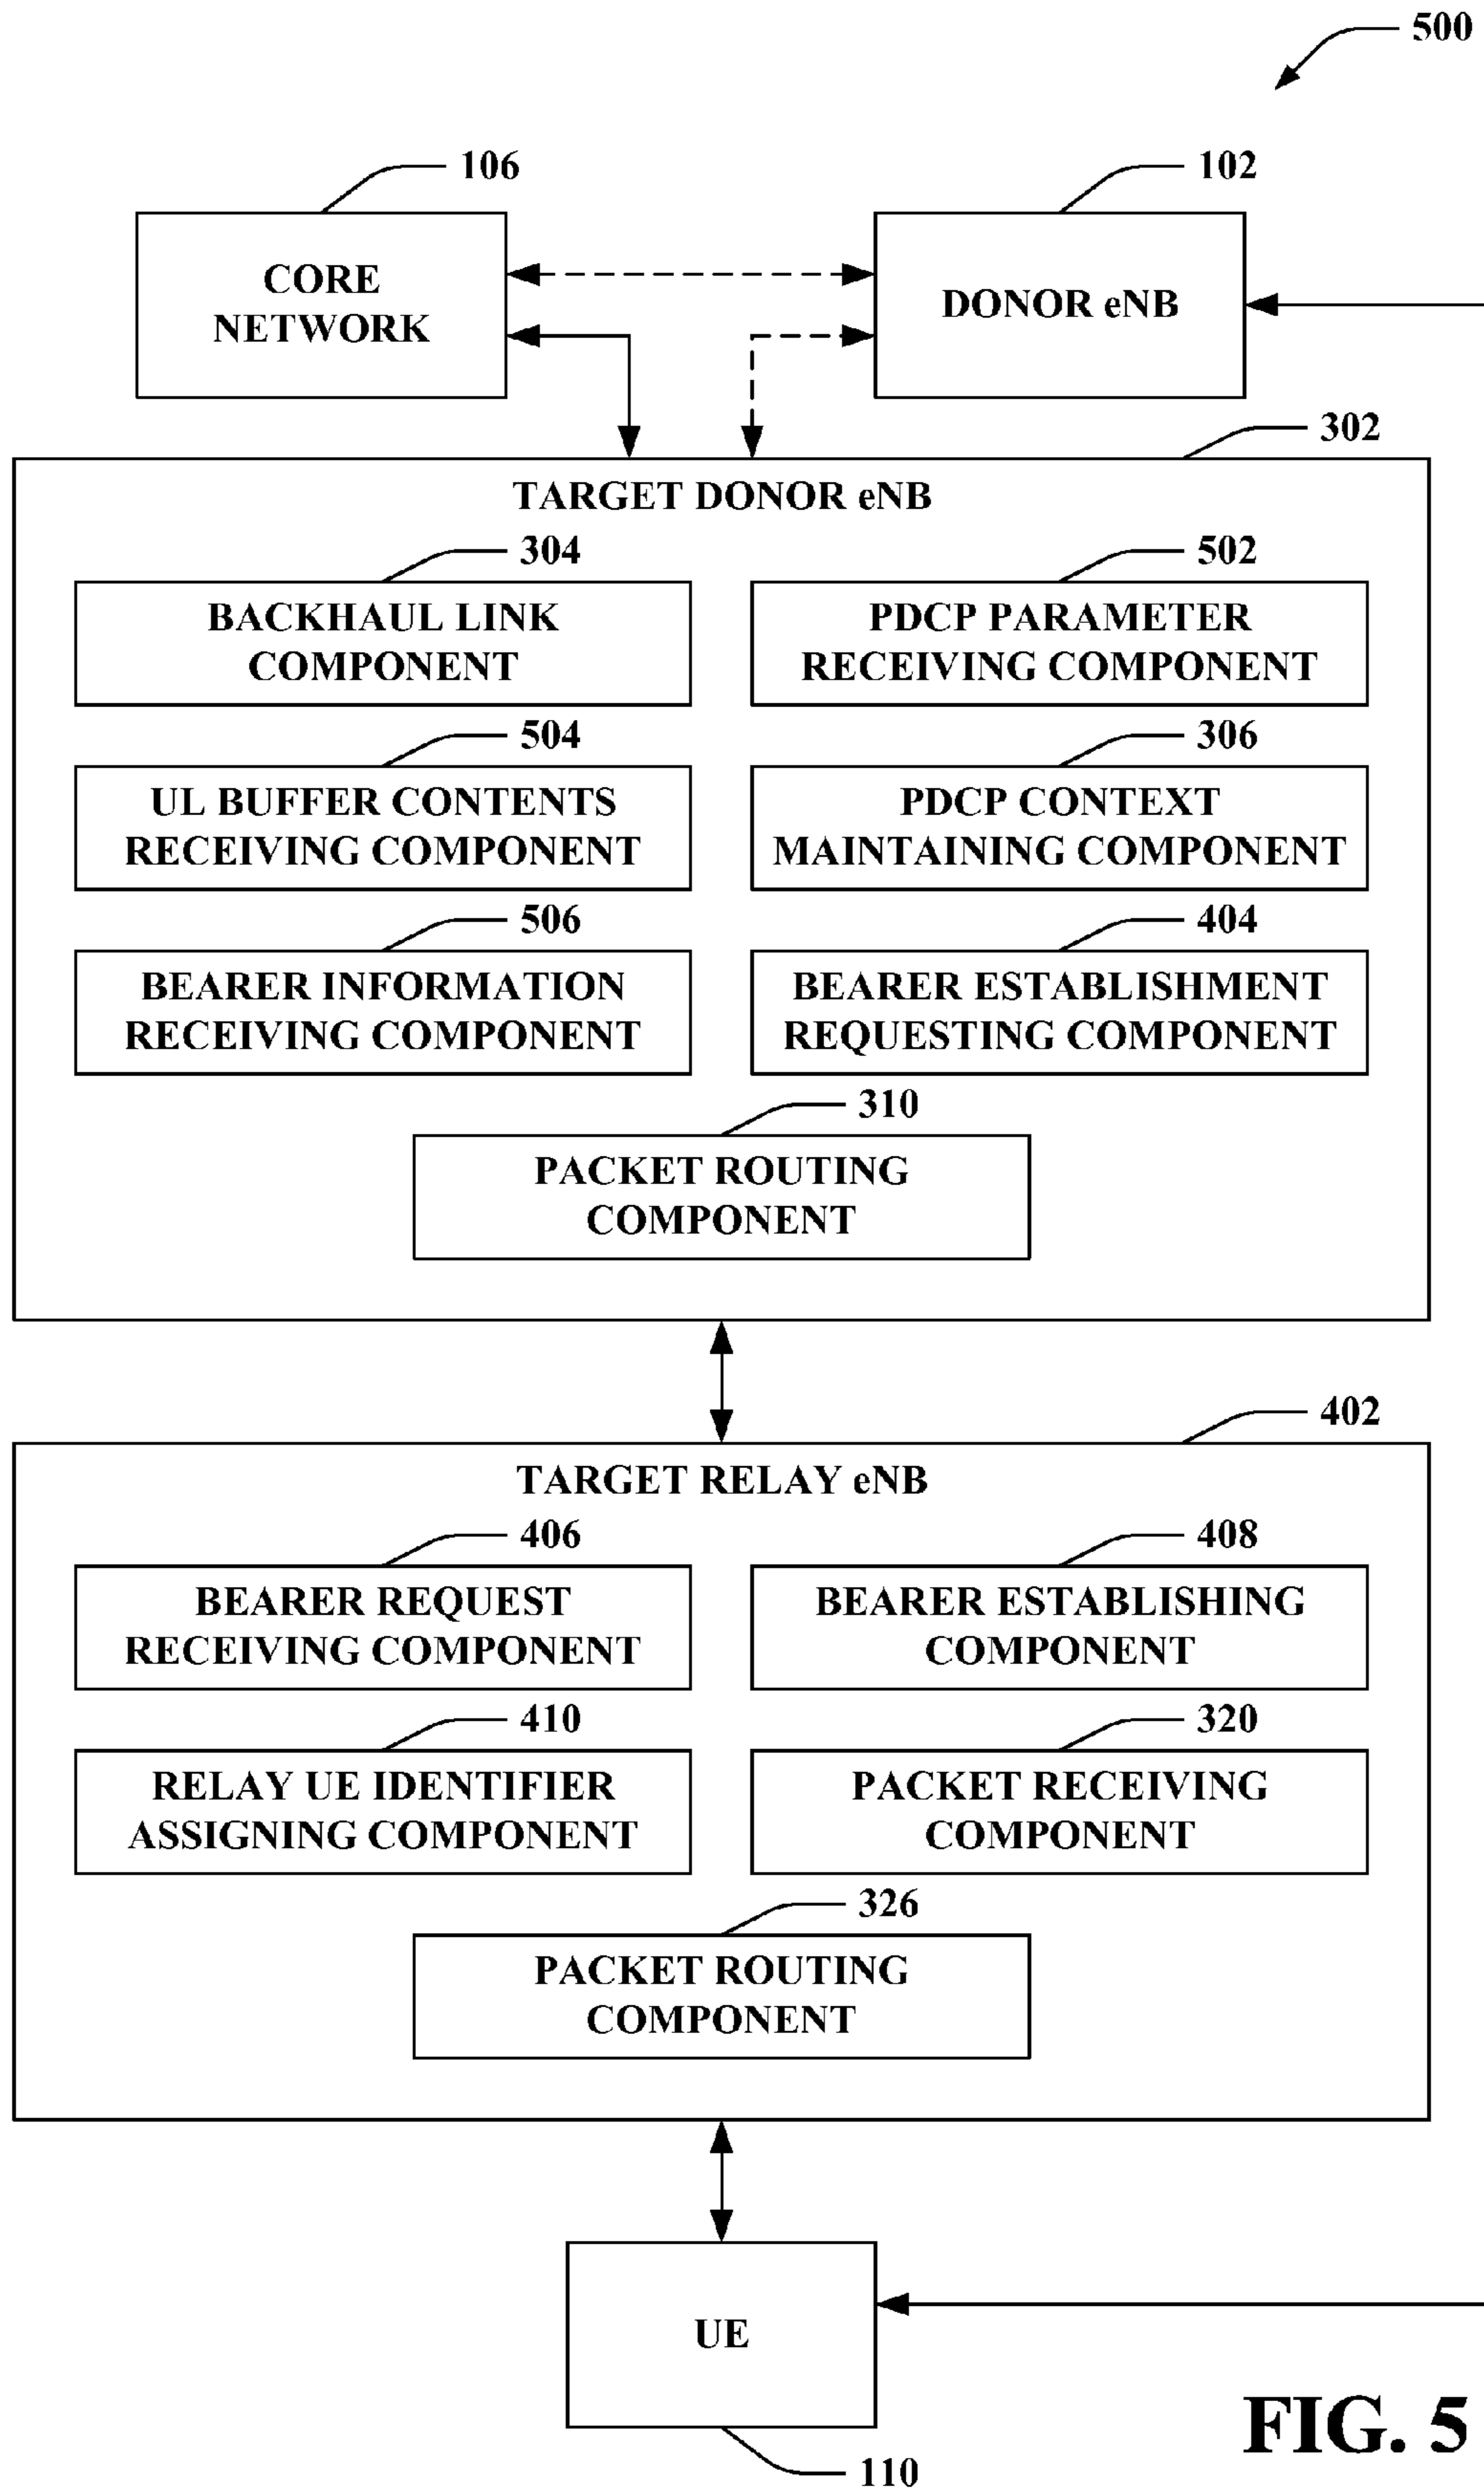 500
106
102
CORE
NETWORK
DONOR eNB
302
TARGET DONOR eNB
304
502
BACKHAUL LINK
COMPONENT
PDCP PARAMETER
RECEIVING COMPONENT
504
306
UL BUFFER CONTENTS
RECEIVING COMPONENT
PDCP CONTEXT
MAINTAINING COMPONENT
506
404
BEARER INFORMATION
RECEIVING COMPONENT
BEARER ESTABLISHMENT
REQUESTING COMPONENT
310
PACKET ROUTING
COMPONENT
402
TARGET RELAY eNB
406
408
BEARER REQUEST
RECEIVING COMPONENT
BEARER ESTABLISHING
COMPONENT
410
320
RELAY UE IDENTIFIER
ASSIGNING COMPONENT
PACKET RECEIVING
COMPONENT
326
PACKET ROUTING
COMPONENT
UE
110
FIG. 5